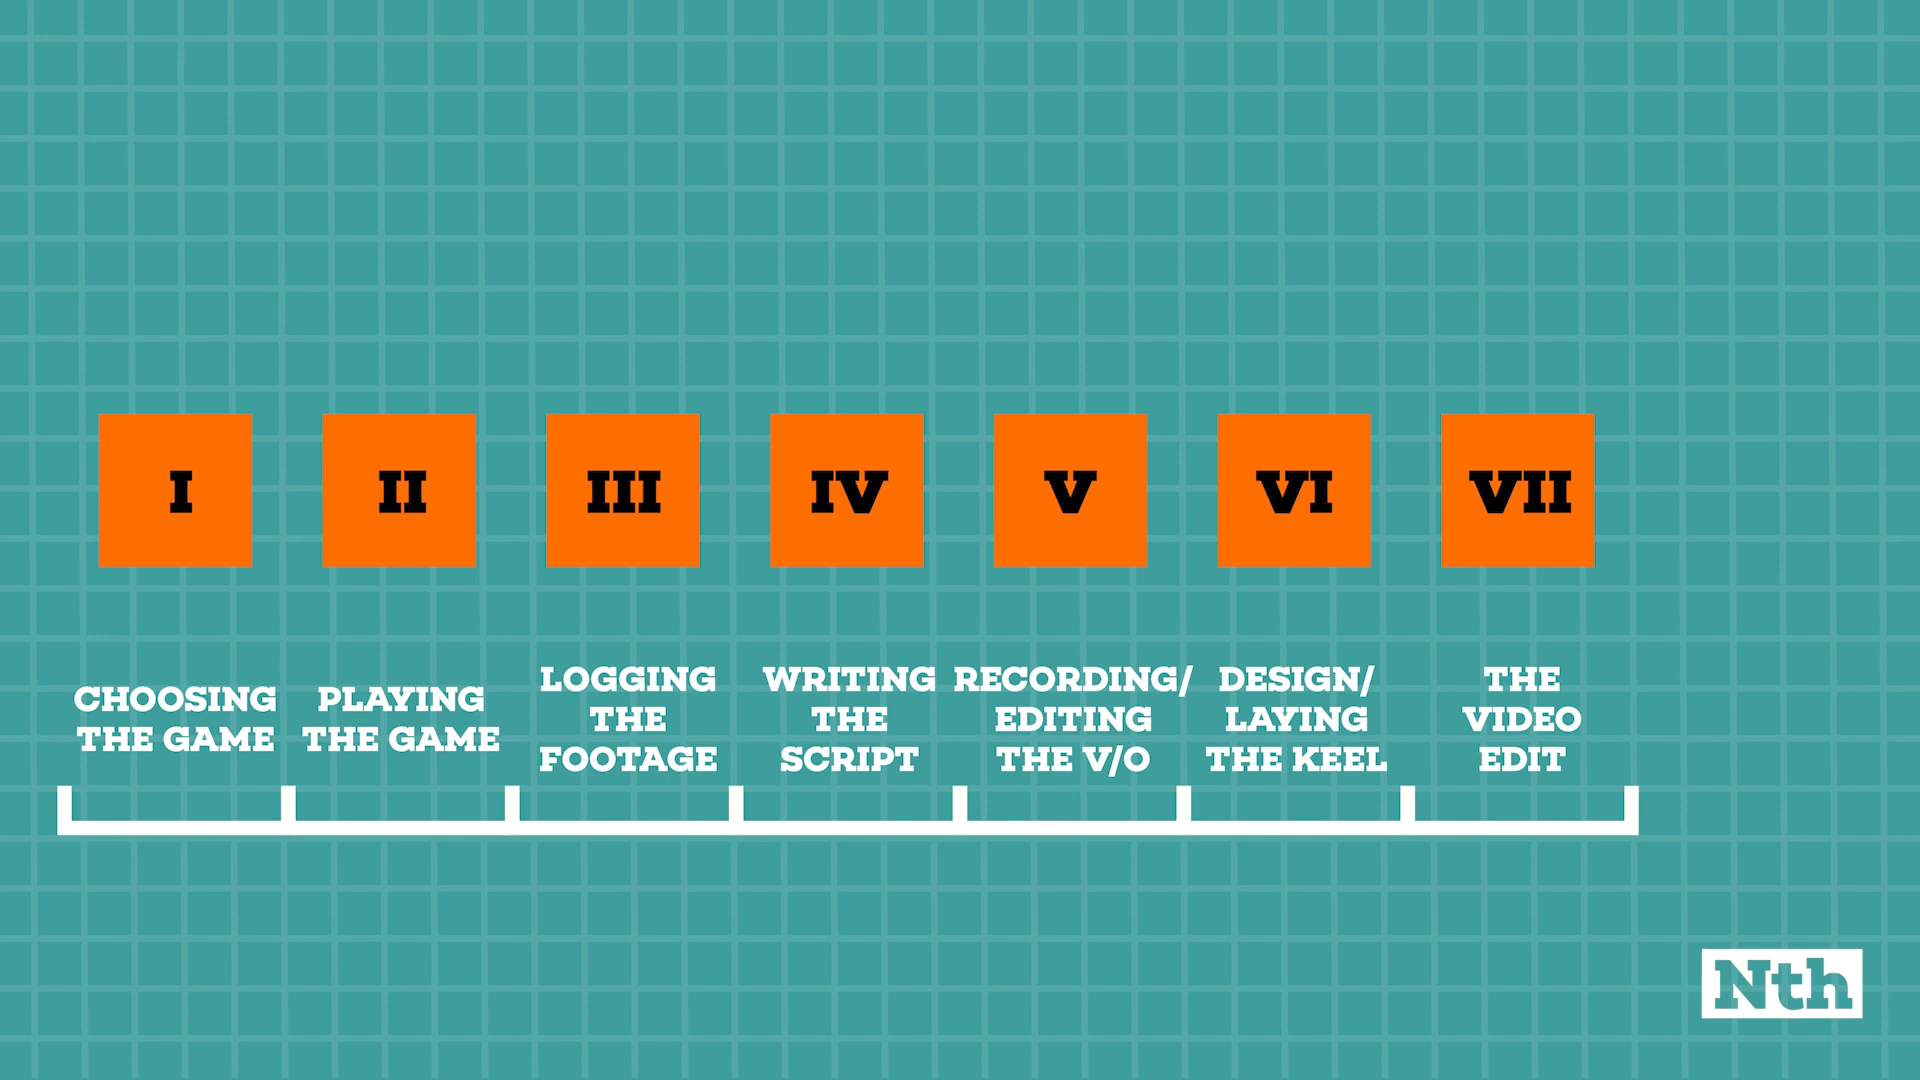 I
II
III
IV
V
VI
VII
CHOOSING
THE GAME
PLAYING
THE GAME
LOGGING
THE
FOOTAGE
WRITING
THE
SCRIPT
RECORDING/
EDITING
THE V/O
DESIGN/
LAYING
THE KEEL
THE
VIDEO
EDIT
Nth